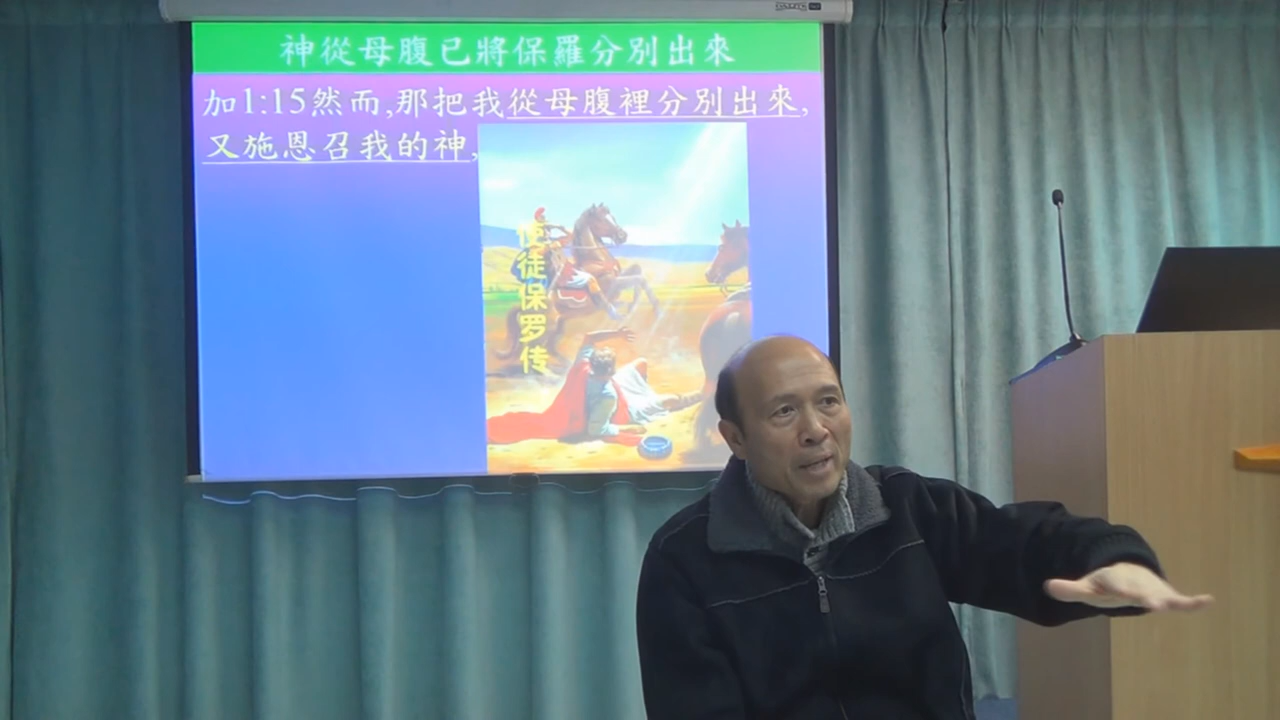 神從母腹已將保羅分別出來
加1:15然而,那把我從母腹裡分別出來,
又施恩召我的神,
使徒保罗传